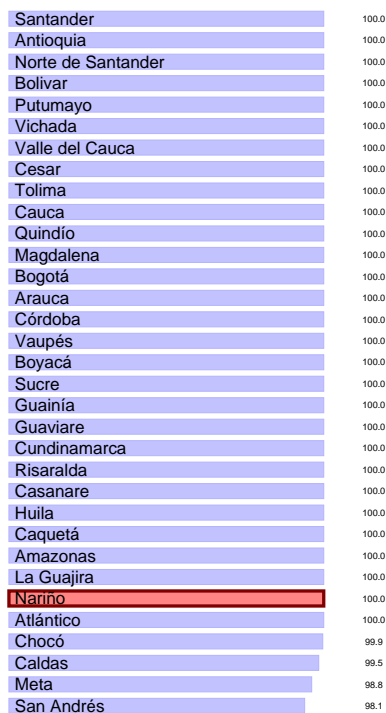 Santander 100.0
Antioquia 100.0
Norte de Santander 100.0
Bolivar 100.0
Putumayo 100.0
Vichada 100.0
Valle del Cauca 100.0
Cesar 100.0
Tolima 100.0
Cauca 100.0
Quindío 100.0
Magdalena 100.0
Bogotá 100.0
Arauca 100.0
Córdoba 100.0
Vaupés 100.0
Boyacá 100.0
Sucre 100.0
Guainía 100.0
Guaviare 100.0
Cundinamarca 100.0
Risaralda 100.0
Casanare 100.0
Huila 100.0
Caquetá 100.0
Amazonas 100.0
La Guajira 100.0
Nariño 100.0
Atlántico 100.0
Chocó 99.9
Caldas 99.5
Meta 98.8
San Andrés 98.1